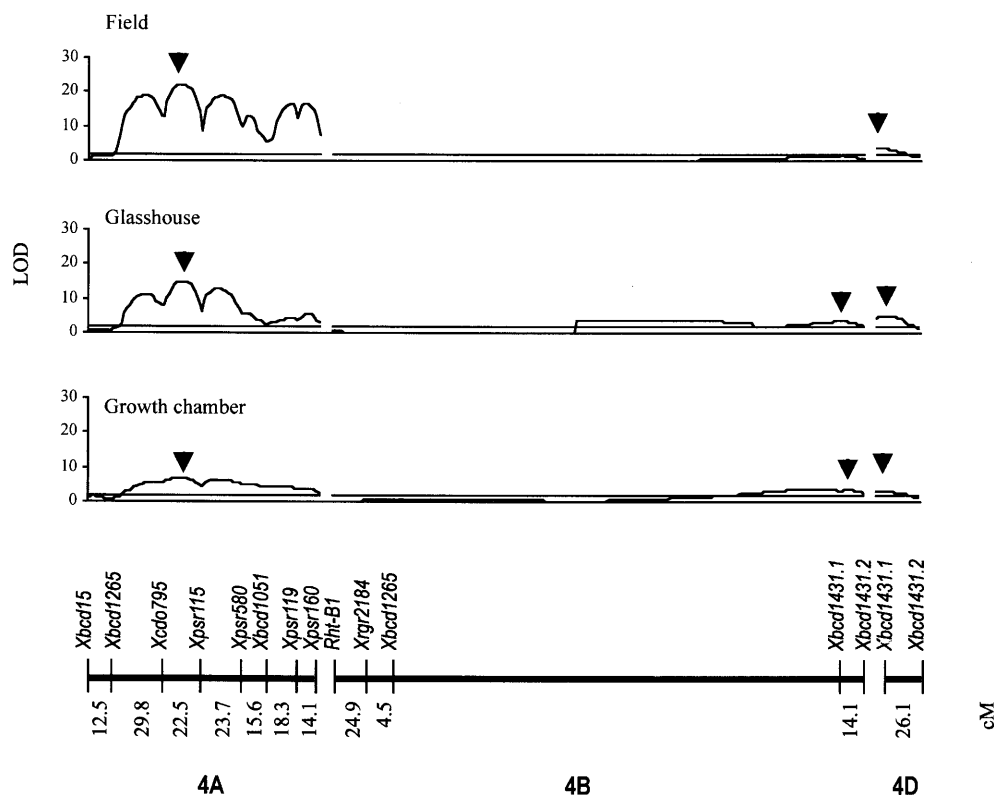 Field
30
20
10
0
Glasshouse
30
20
10
0
LOD
Growth chamber
30
20
10
0
Xbcd15
Xbcd1265
Xcdo795
Xpsr115
Xpsr580
Xbcd1051
Xpsr119
Xpsr160
Rht-B1
Xrgr2184
Xbcd1265
Xbcd1431.1
Xbcd1431.2
Xbcd1431.1
Xbcd1431.2
12.5
29.8
22.5
23.7
15.6
18.3
14.1
24.9
4.5
14.1
26.1
cM
4A
4B
4D